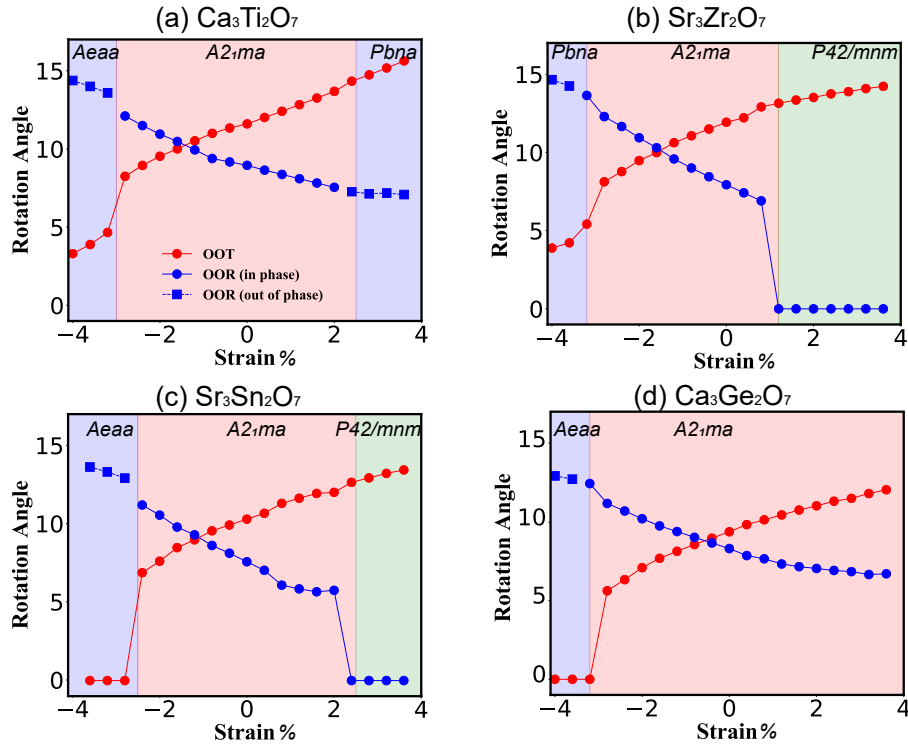 (a) Ca₃Ti₂O₇
Aeaa A2₁ma Pbna
15
10
5
0
Rotation Angle
OOT
OOR (in phase)
OOR (out of phase)
−4 −2 0 2 4
Strain %
(b) Sr₃Zr₂O₇
Pbna A2₁ma P42/mnm
15
10
5
0
Rotation Angle
−4 −2 0 2 4
Strain %
(c) Sr₃Sn₂O₇
Aeaa A2₁ma P42/mnm
15
10
5
0
Rotation Angle
−4 −2 0 2 4
Strain %
(d) Ca₃Ge₂O₇
Aeaa A2₁ma
15
10
5
0
Rotation Angle
−4 −2 0 2 4
Strain %